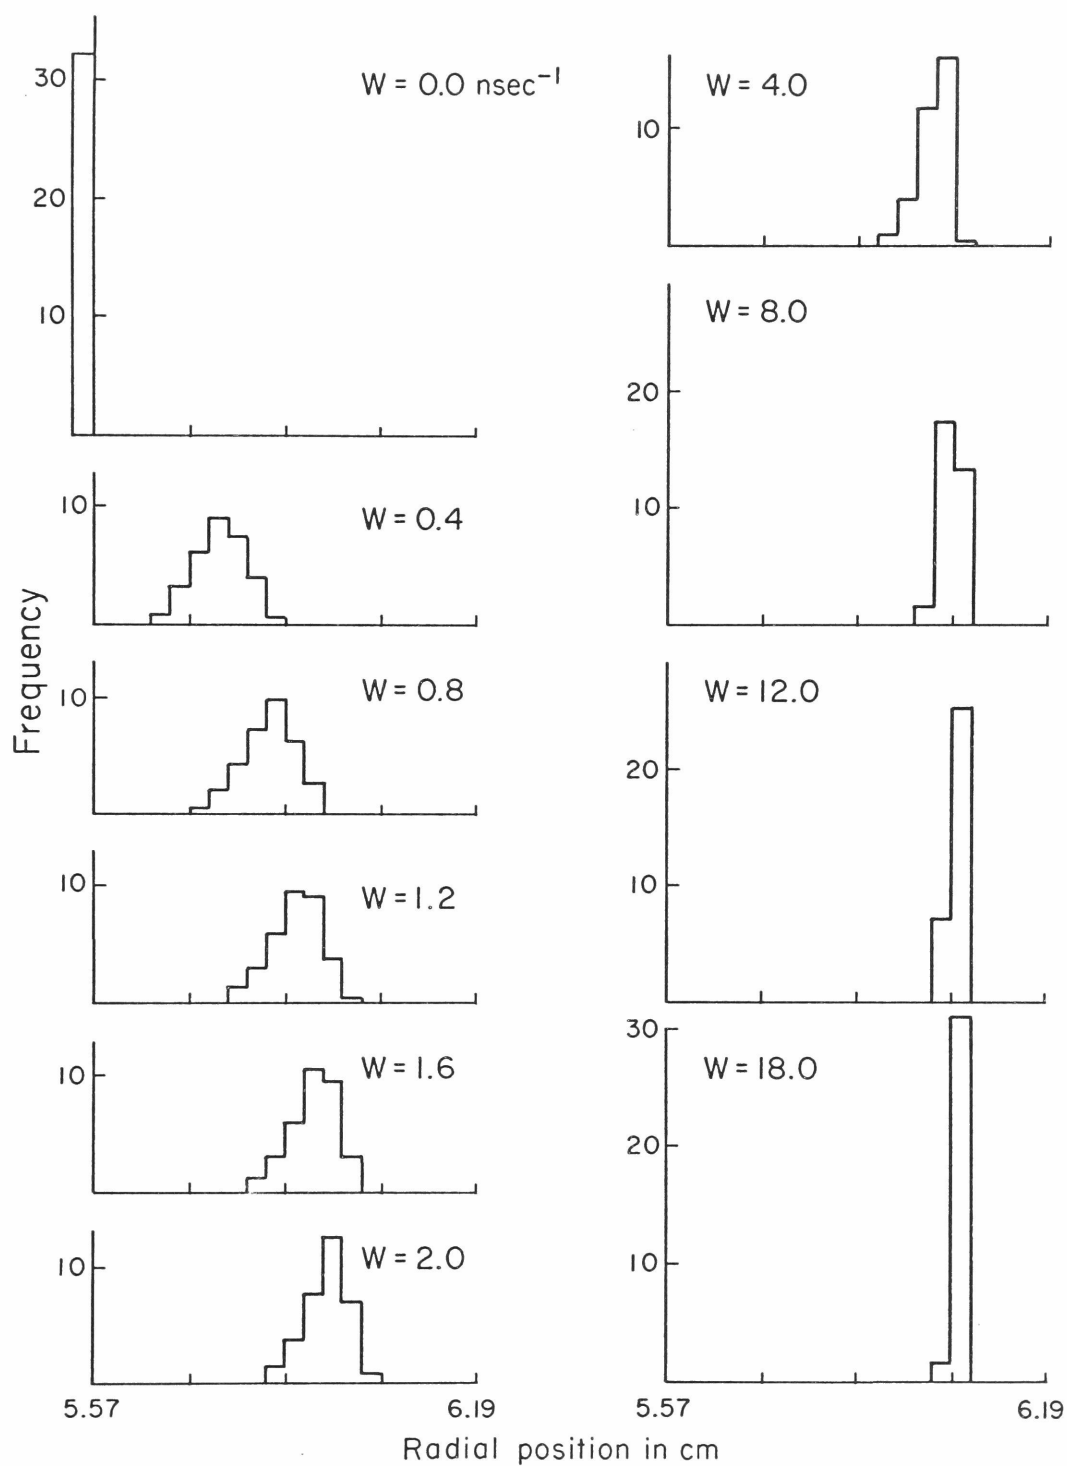 W = 0.0 nsec⁻¹
30
20
10
W = 0.4
10
W = 0.8
10
W = 1.2
10
W = 1.6
10
W = 2.0
10
5.57
6.19
Frequency
W = 4.0
10
W = 8.0
20
10
W = 12.0
20
10
W = 18.0
30
20
10
5.57
6.19
Radial position in cm